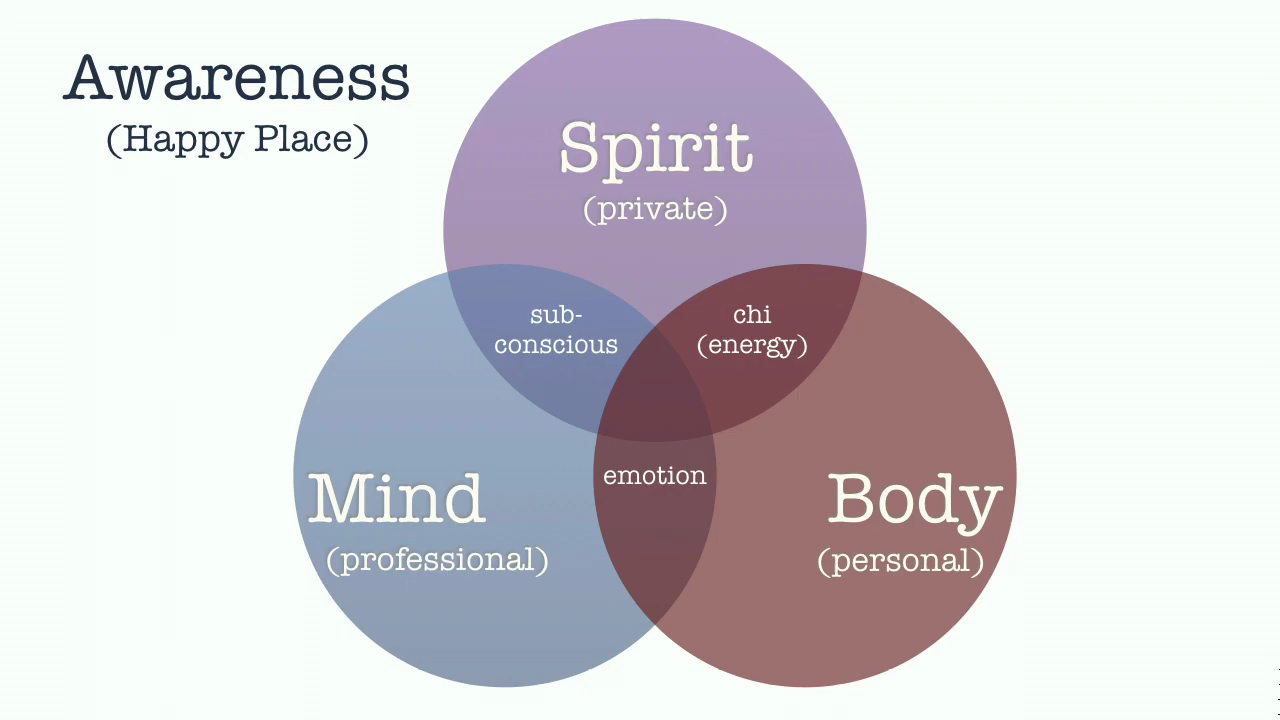 Awareness
(Happy Place)
Spirit
(private)
sub-
conscious
chi
(energy)
emotion
Mind
(professional)
Body
(personal)